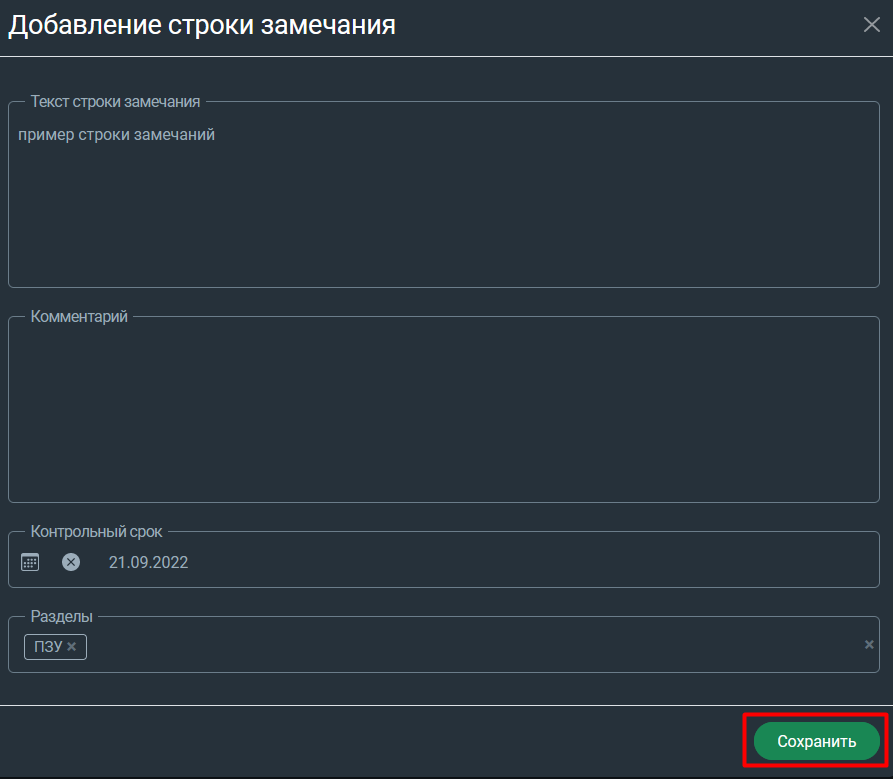 Добавление строки замечания
Текст строки замечания
пример строки замечаний
Комментарий
Контрольный срок
21.09.2022
Разделы
ПЗУ
Сохранить